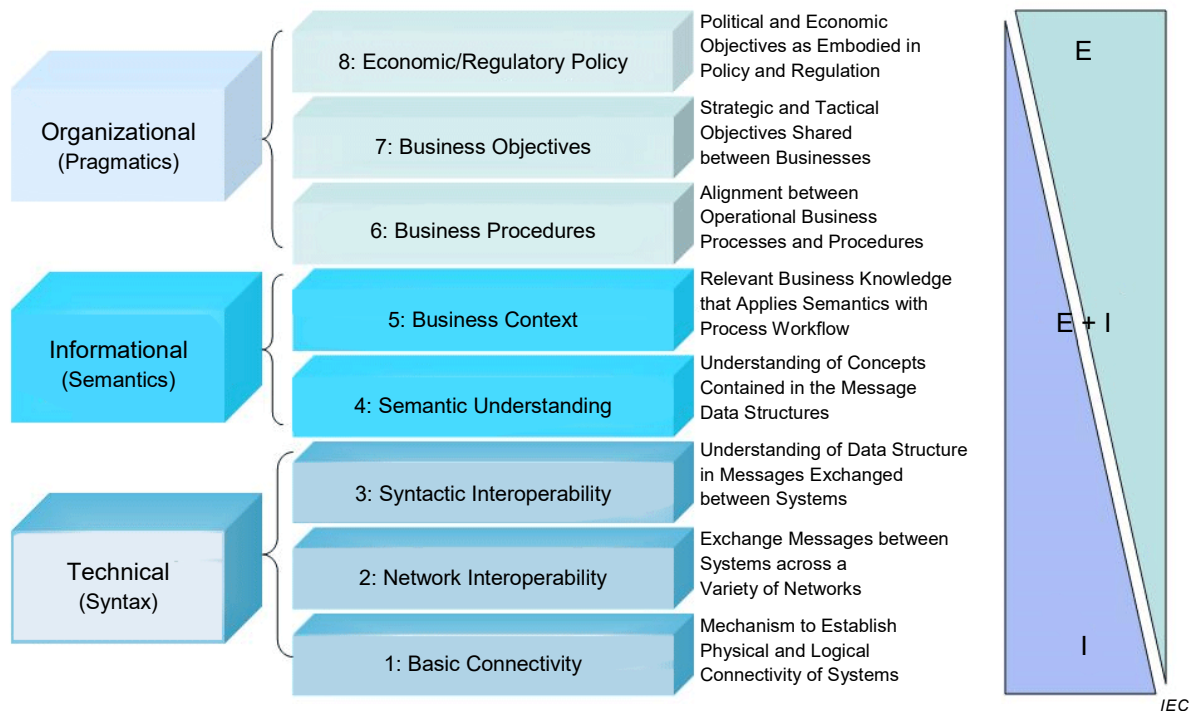 Organizational
(Pragmatics)
8: Economic/Regulatory Policy
Political and Economic
Objectives as Embodied in
Policy and Regulation
7: Business Objectives
Strategic and Tactical
Objectives Shared
between Businesses
6: Business Procedures
Alignment between
Operational Business
Processes and Procedures
Informational
(Semantics)
5: Business Context
Relevant Business Knowledge
that Applies Semantics with
Process Workflow
4: Semantic Understanding
Understanding of Concepts
Contained in the Message
Data Structures
Technical
(Syntax)
3: Syntactic Interoperability
Understanding of Data Structure
in Messages Exchanged
between Systems
2: Network Interoperability
Exchange Messages between
Systems across a
Variety of Networks
1: Basic Connectivity
Mechanism to Establish
Physical and Logical
Connectivity of Systems
E
E + I
I
IEC